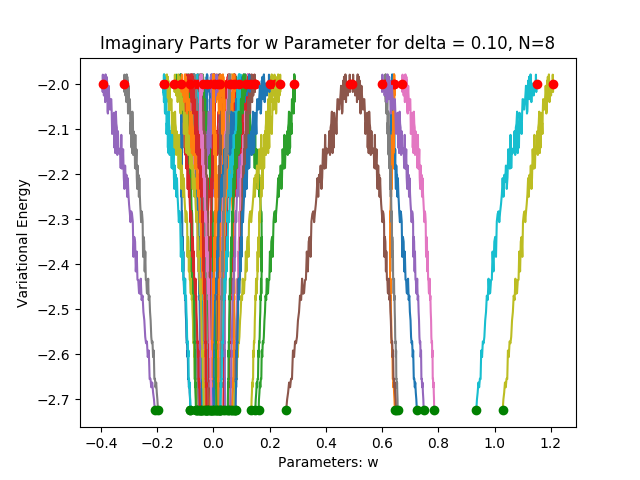 Imaginary Parts for w Parameter for delta = 0.10, N=8
Variational Energy
−2.0
−2.1
−2.2
−2.3
−2.4
−2.5
−2.6
−2.7
−0.4 −0.2 0.0 0.2 0.4 0.6 0.8 1.0 1.2
Parameters: w